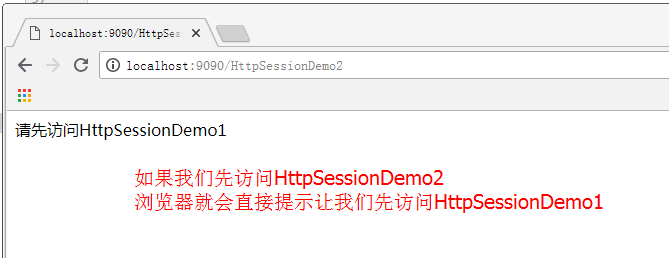 localhost:9090/HttpSes
localhost:9090/HttpSessionDemo2
请先访问HttpSessionDemo1
如果我们先访问HttpSessionDemo2
浏览器就会直接提示让我们先访问HttpSessionDemo1